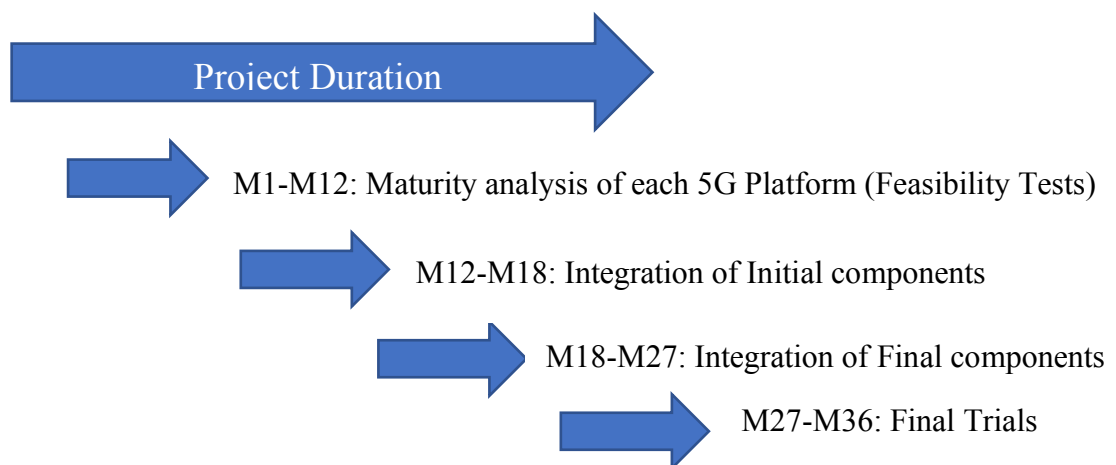 Project Duration
M1-M12: Maturity analysis of each 5G Platform (Feasibility Tests)
M12-M18: Integration of Initial components
M18-M27: Integration of Final components
M27-M36: Final Trials